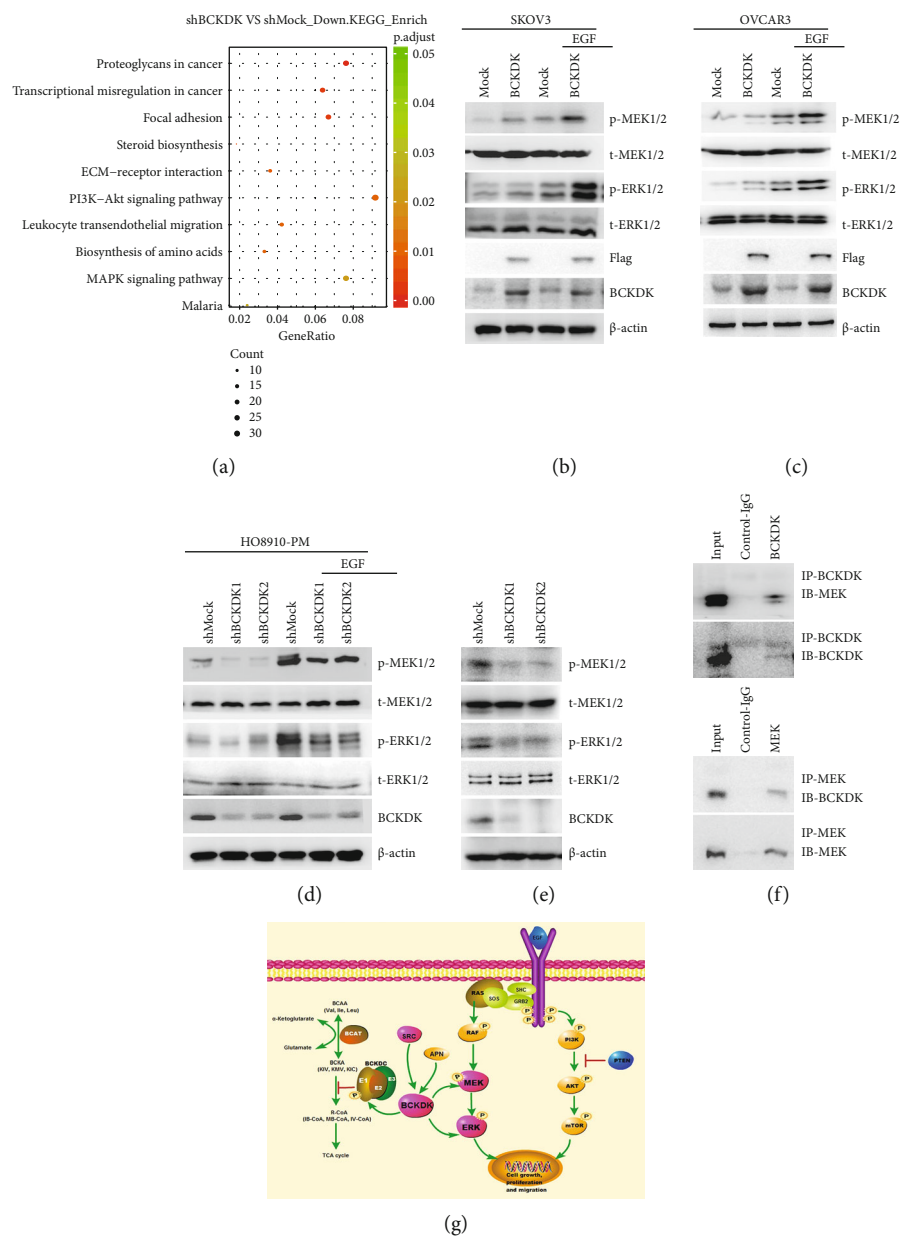 shBCKDK VS shMock_Down.KEGG_Enrich
p.adjust
Proteoglycans in cancer
Transcriptional misregulation in cancer
Focal adhesion
Steroid biosynthesis
ECM−receptor interaction
PI3K−Akt signaling pathway
Leukocyte transendothelial migration
Biosynthesis of amino acids
MAPK signaling pathway
Malaria
0.05
0.04
0.03
0.02
0.01
0.00
0.02 0.04 0.06 0.08
GeneRatio
Count
10
15
20
25
30
(a)
SKOV3
EGF
Mock
BCKDK
Mock
BCKDK
p-MEK1/2
t-MEK1/2
p-ERK1/2
t-ERK1/2
Flag
BCKDK
β-actin
(b)
OVCAR3
EGF
Mock
BCKDK
Mock
BCKDK
p-MEK1/2
t-MEK1/2
p-ERK1/2
t-ERK1/2
Flag
BCKDK
β-actin
(c)
HO8910-PM
EGF
shMock
shBCKDK1
shBCKDK2
shMock
shBCKDK1
shBCKDK2
p-MEK1/2
t-MEK1/2
p-ERK1/2
t-ERK1/2
BCKDK
β-actin
(d)
shMock
shBCKDK1
shBCKDK2
p-MEK1/2
t-MEK1/2
p-ERK1/2
t-ERK1/2
BCKDK
β-actin
(e)
Input
Control-IgG
BCKDK
IP-BCKDK
IB-MEK
IP-BCKDK
IB-BCKDK
Input
Control-IgG
MEK
IP-MEK
IB-BCKDK
IP-MEK
IB-MEK
(f)
EGF
RAS
SOS
SHC
GRB2
P
P
P
P
BCAA
(Val, Ile, Leu)
α-Ketoglutarate
BCAT
Glutamate
BCKA
(KIV, KMV, KIC)
BCKDC
E1
E2
E3
P
R-CoA
(IB-CoA, MB-CoA, IV-CoA)
TCA cycle
SRC
APN
BCKDK
RAF
P
MEK
P
ERK
P
PI3K
P
PTEN
AKT
P
mTOR
P
Cell growth,
proliferation
and migration
(g)